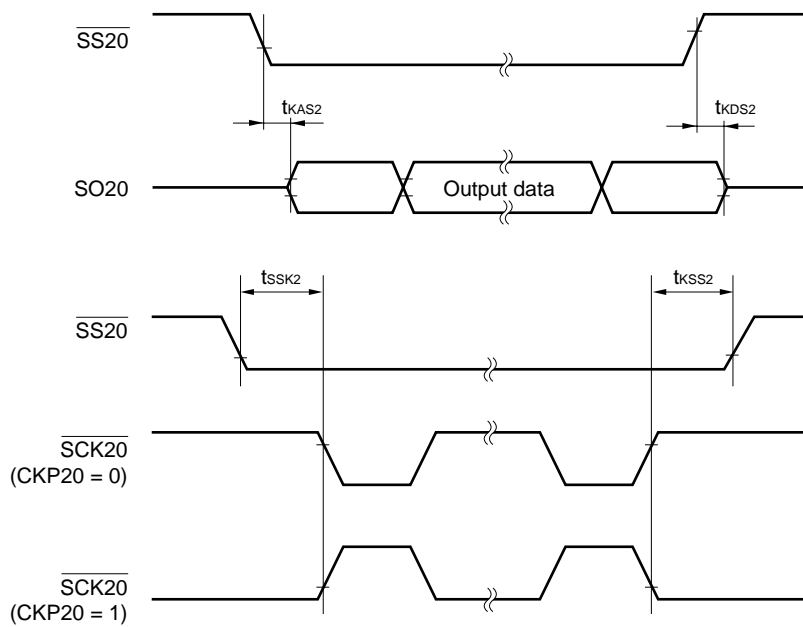 SS20
tKAS2
tKDS2
SO20
Output data
tSSK2
tKSS2
SS20
SCK20
(CKP20 = 0)
SCK20
(CKP20 = 1)